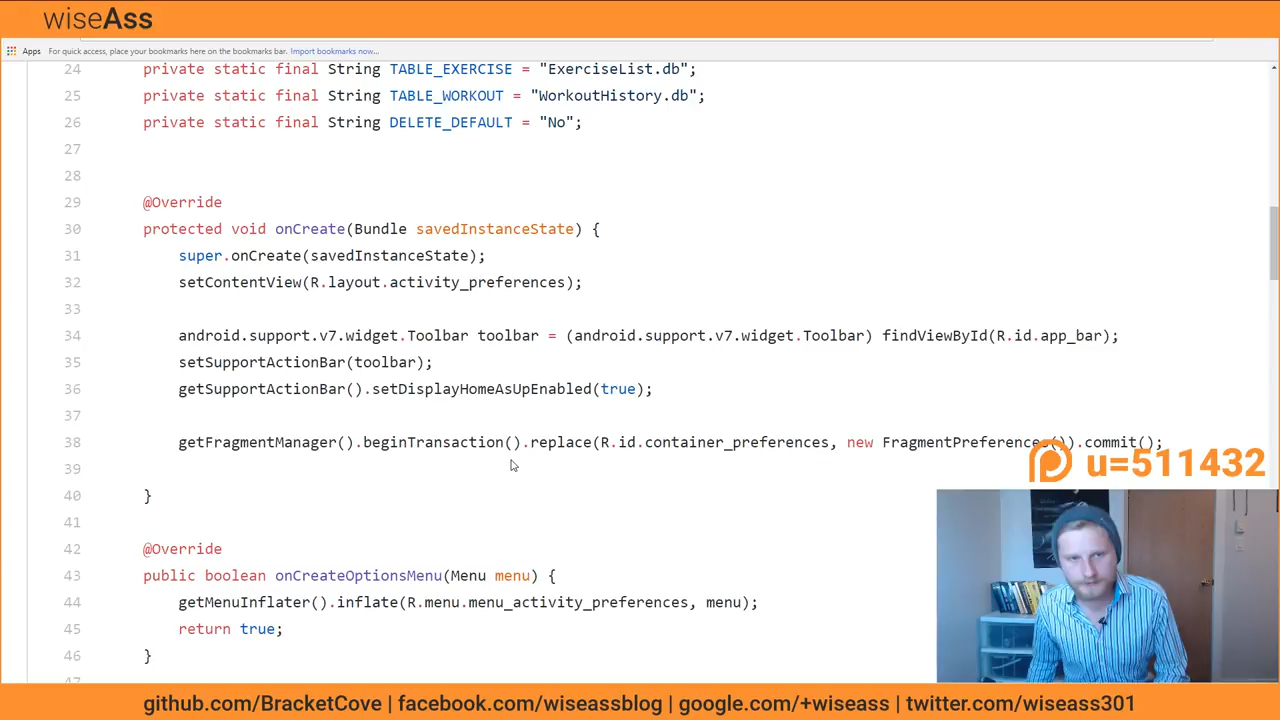 wiseAss
Apps For quick access, place your bookmarks here on the bookmarks bar. Import bookmarks now...
24 private static final String TABLE_EXERCISE = "ExerciseList.db";
25 private static final String TABLE_WORKOUT = "WorkoutHistory.db";
26 private static final String DELETE_DEFAULT = "No";
27
28
29 @Override
30 protected void onCreate(Bundle savedInstanceState) {
31 super.onCreate(savedInstanceState);
32 setContentView(R.layout.activity_preferences);
33
34 android.support.v7.widget.Toolbar toolbar = (android.support.v7.widget.Toolbar) findViewById(R.id.app_bar);
35 setSupportActionBar(toolbar);
36 getSupportActionBar().setDisplayHomeAsUpEnabled(true);
37
38 getFragmentManager().beginTransaction().replace(R.id.container_preferences, new FragmentPreferences()).commit();
u=511432
39
40 }
41
42 @Override
43 public boolean onCreateOptionsMenu(Menu menu) {
44 getMenuInflater().inflate(R.menu.menu_activity_preferences, menu);
45 return true;
46 }
github.com/BracketCove | facebook.com/wiseassblog | google.com/+wiseass | twitter.com/wiseass301